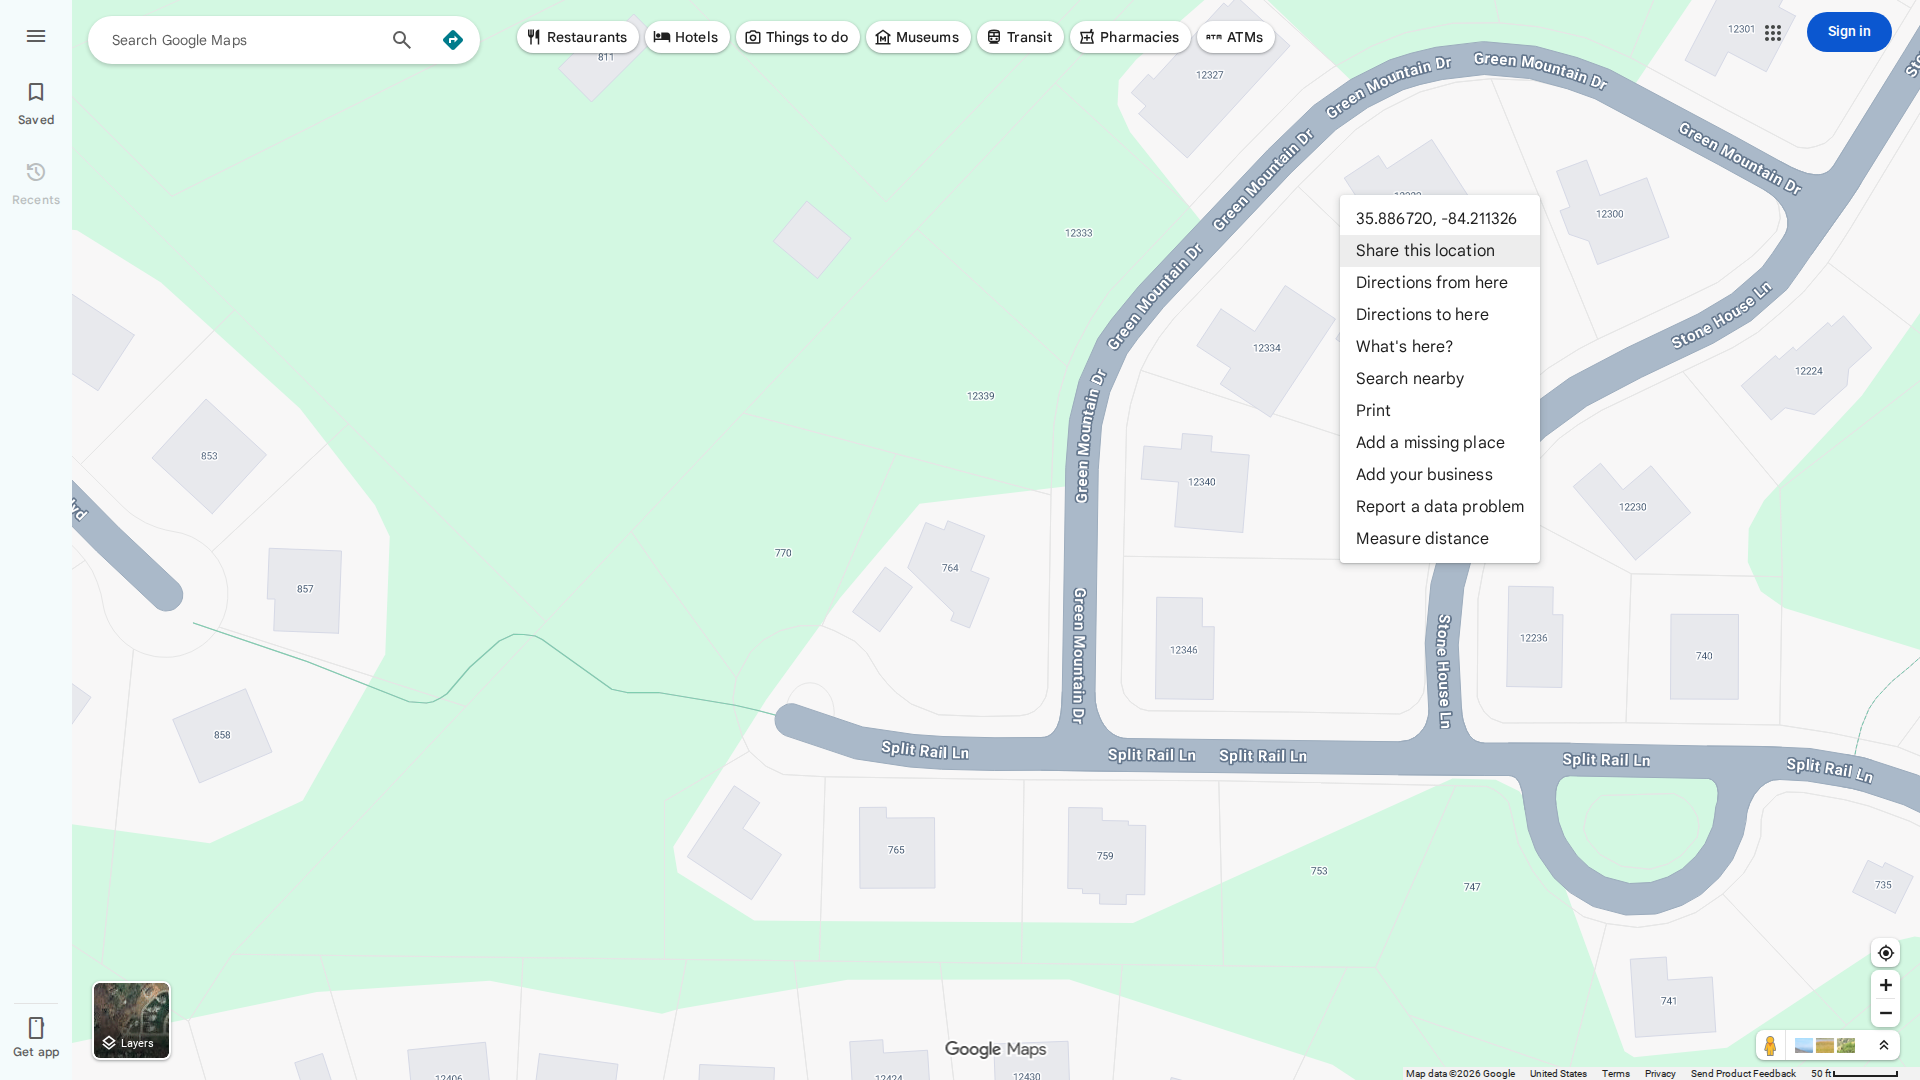 Search Google Maps
Restaurants
Hotels
Things to do
Museums
Transit
Pharmacies
ATMs
Sign in
Saved
Recents
Get app
Layers
811
12327
12301
Green Mountain Dr
Green Mountain Dr
Green Mountain Dr
Green Mountain Dr
Green Mountain Dr
Green Mountain Dr
Green Mountain Dr
Green Mountain Dr
12333
12300
35.886720, -84.211326
Share this location
Directions from here
Directions to here
What's here?
Search nearby
Print
Add a missing place
Add your business
Report a data problem
Measure distance
Stone House Ln
12334
12224
12339
853
12340
12230
770
764
857
12346
Stone House Ln
12236
740
858
Split Rail Ln
Split Rail Ln
Split Rail Ln
Split Rail Ln
Split Rail Ln
765
759
753
747
735
741
12406
12424
12430
Google Maps
Map data ©2026 Google
United States
Terms
Privacy
Send Product Feedback
50 ft